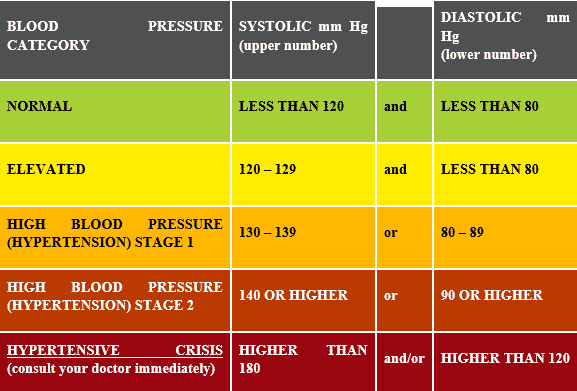 BLOOD PRESSURE
CATEGORY
SYSTOLIC mm Hg
(upper number)
DIASTOLIC mm
Hg
(lower number)
NORMAL
LESS THAN 120
and
LESS THAN 80
ELEVATED
120 – 129
and
LESS THAN 80
HIGH BLOOD PRESSURE
(HYPERTENSION) STAGE 1
130 – 139
or
80 – 89
HIGH BLOOD PRESSURE
(HYPERTENSION) STAGE 2
140 OR HIGHER
or
90 OR HIGHER
HYPERTENSIVE CRISIS
(consult your doctor immediately)
HIGHER THAN
180
and/or
HIGHER THAN 120